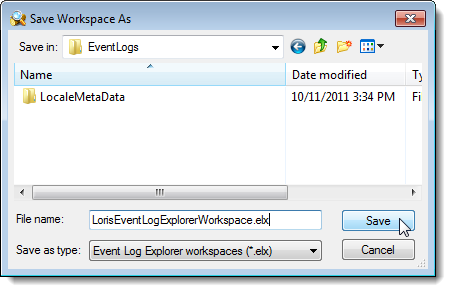 Save Workspace As
Save in: EventLogs
Name Date modified Ty
LocaleMetaData 10/11/2011 3:34 PM Fi
File name: LorisEventLogExplorerWorkspace.elx Save
Save as type: Event Log Explorer workspaces (*.elx) Cancel